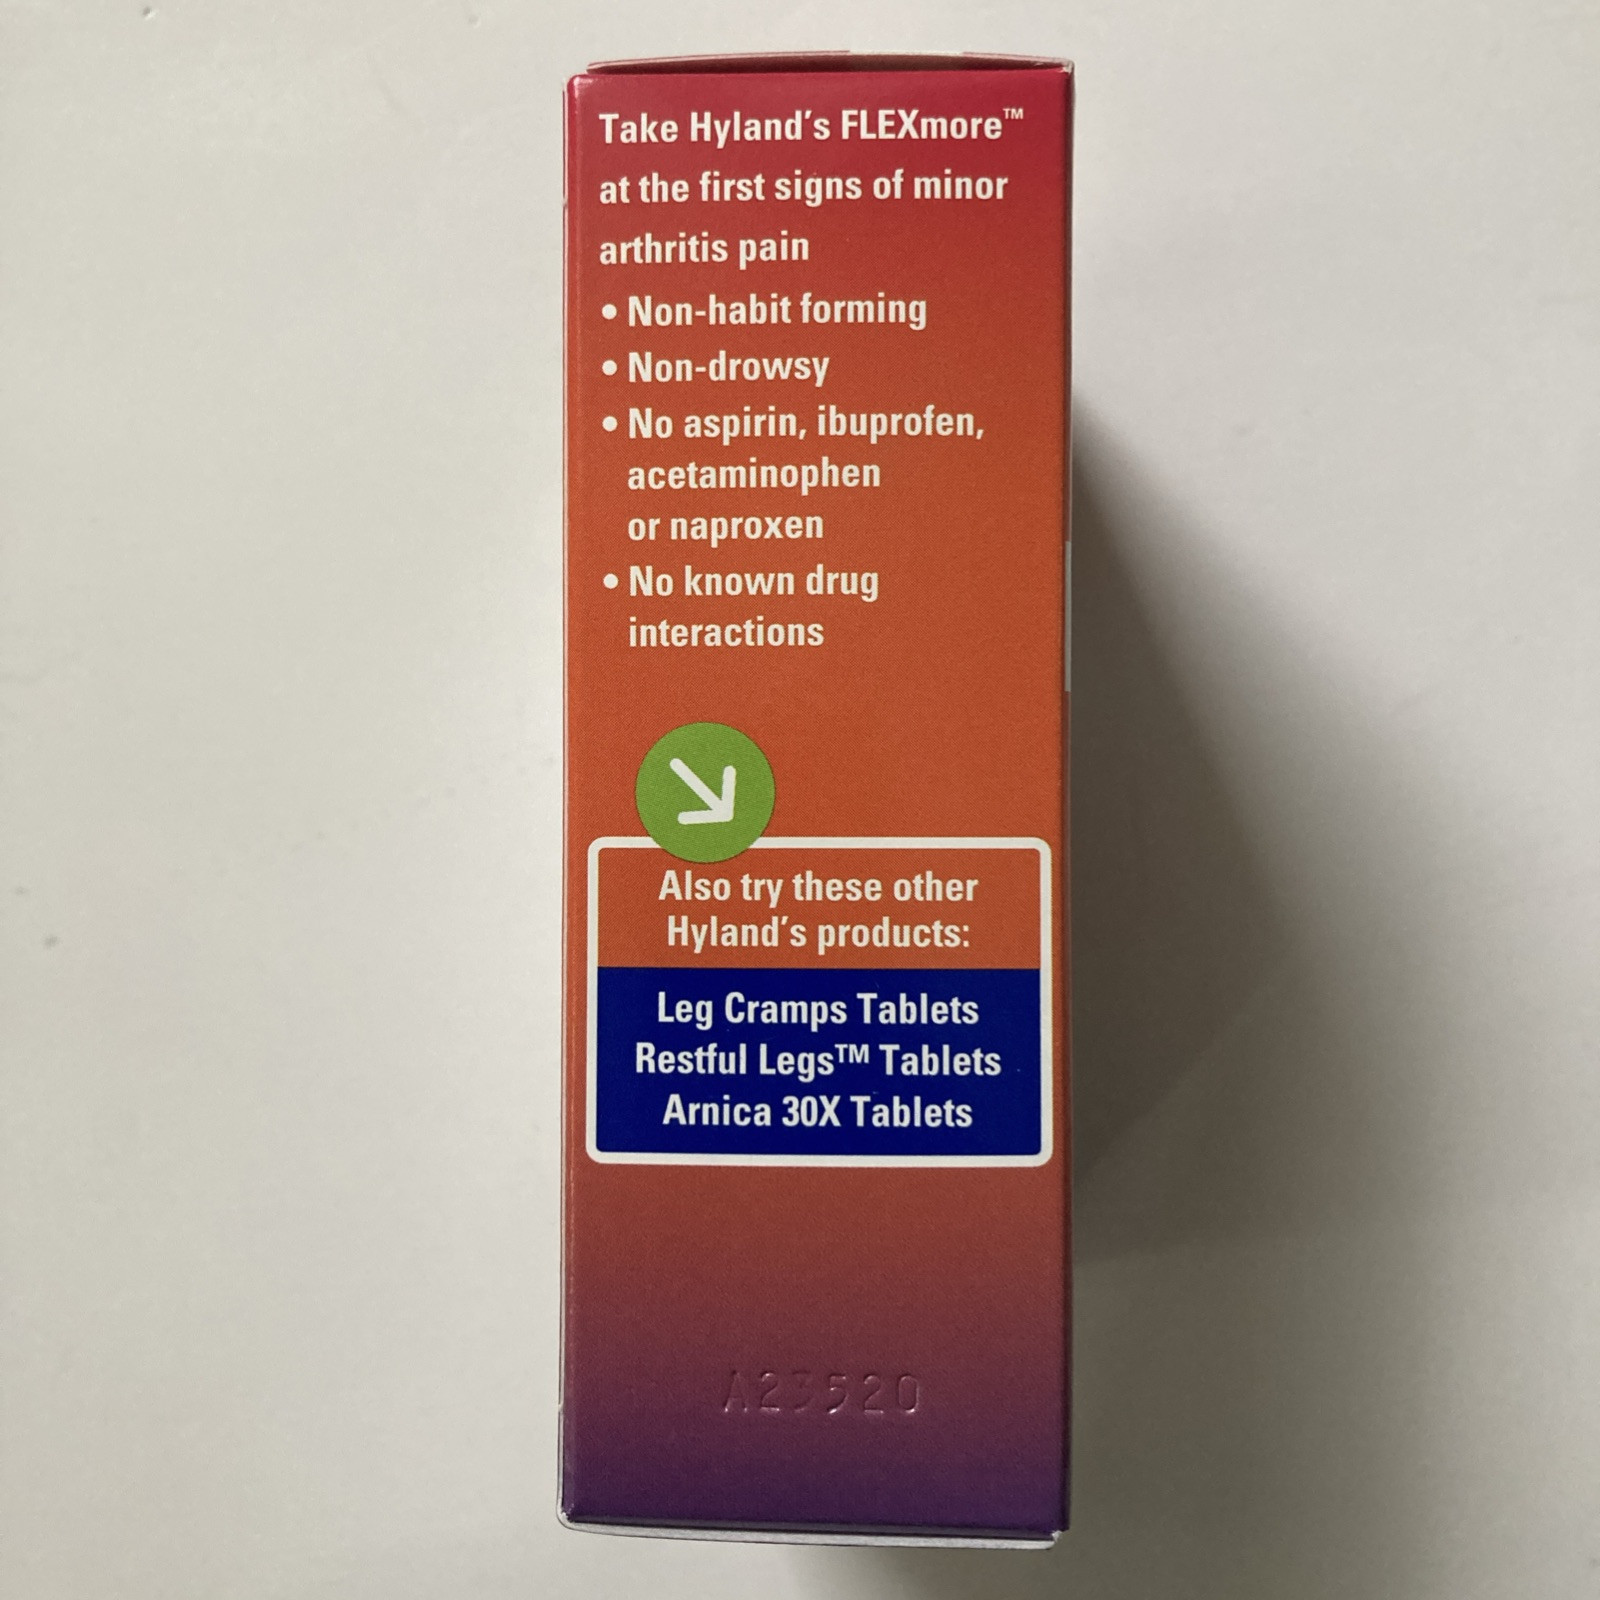 Take Hyland's FLEXmore™
at the first signs of minor
arthritis pain
• Non-habit forming
• Non-drowsy
• No aspirin, ibuprofen,
acetaminophen
or naproxen
• No known drug
interactions
Also try these other
Hyland's products:
Leg Cramps Tablets
Restful Legs™ Tablets
Arnica 30X Tablets
A23520